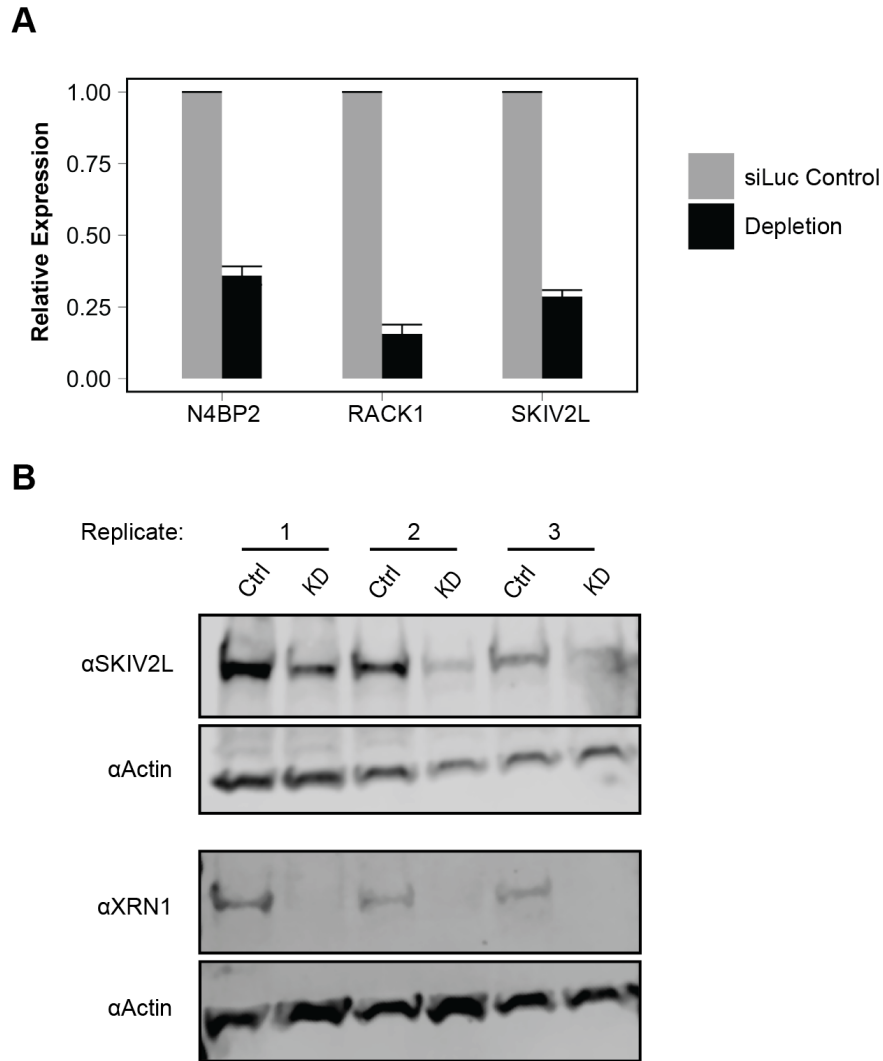 A
Relative Expression
1.00
0.75
0.50
0.25
0.00
N4BP2 RACK1 SKIV2L
siLuc Control
Depletion
B
Replicate: 1 2 3
Ctrl KD Ctrl KD Ctrl KD
αSKIV2L
αActin
αXRN1
αActin